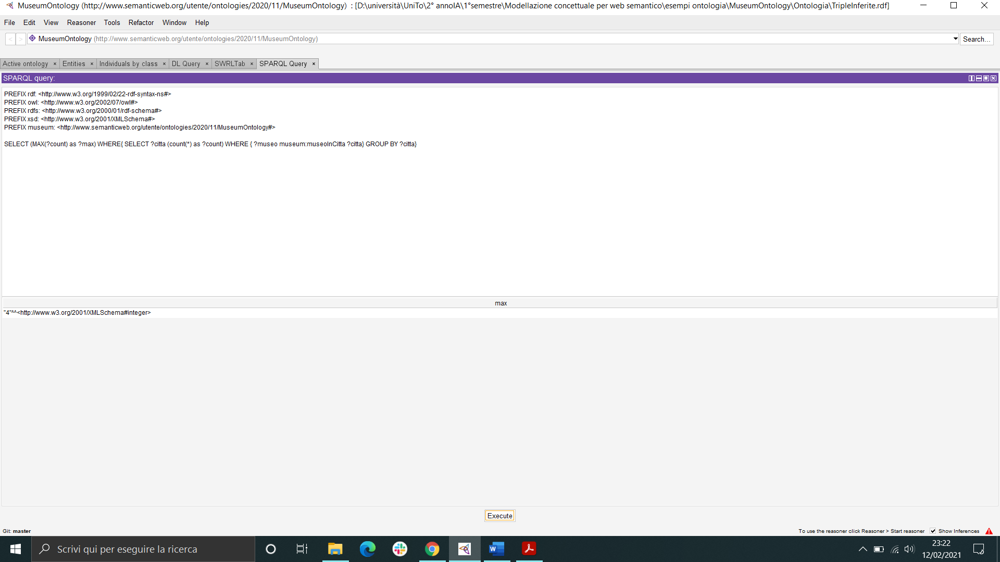 MuseumOntology (http://www.semanticweb.org/utente/ontologies/2020/11/MuseumOntology) : [D:\università\UniTo\2° annoIA\1°semestre\Modellazione concettuale per web semantico\esempi ontologia\MuseumOntology\Ontologia\TripleInferite.rdf]
File Edit View Reasoner Tools Refactor Window Help
< > MuseumOntology (http://www.semanticweb.org/utente/ontologies/2020/11/MuseumOntology) Search...
Active ontology × Entities × Individuals by class × DL Query × SWRLTab × SPARQL Query ×
SPARQL query:
PREFIX rdf: <http://www.w3.org/1999/02/22-rdf-syntax-ns#>
PREFIX owl: <http://www.w3.org/2002/07/owl#>
PREFIX rdfs: <http://www.w3.org/2000/01/rdf-schema#>
PREFIX xsd: <http://www.w3.org/2001/XMLSchema#>
PREFIX museum: <http://www.semanticweb.org/utente/ontologies/2020/11/MuseumOntology#>
SELECT (MAX(?count) as ?max) WHERE{ SELECT ?citta (count(*) as ?count) WHERE { ?museo museum:museoInCitta ?citta} GROUP BY ?citta}
max
"4"^^<http://www.w3.org/2001/XMLSchema#integer>
Execute
Git: master
To use the reasoner click Reasoner > Start reasoner Show Inferences
Scrivi qui per eseguire la ricerca
23:22
12/02/2021